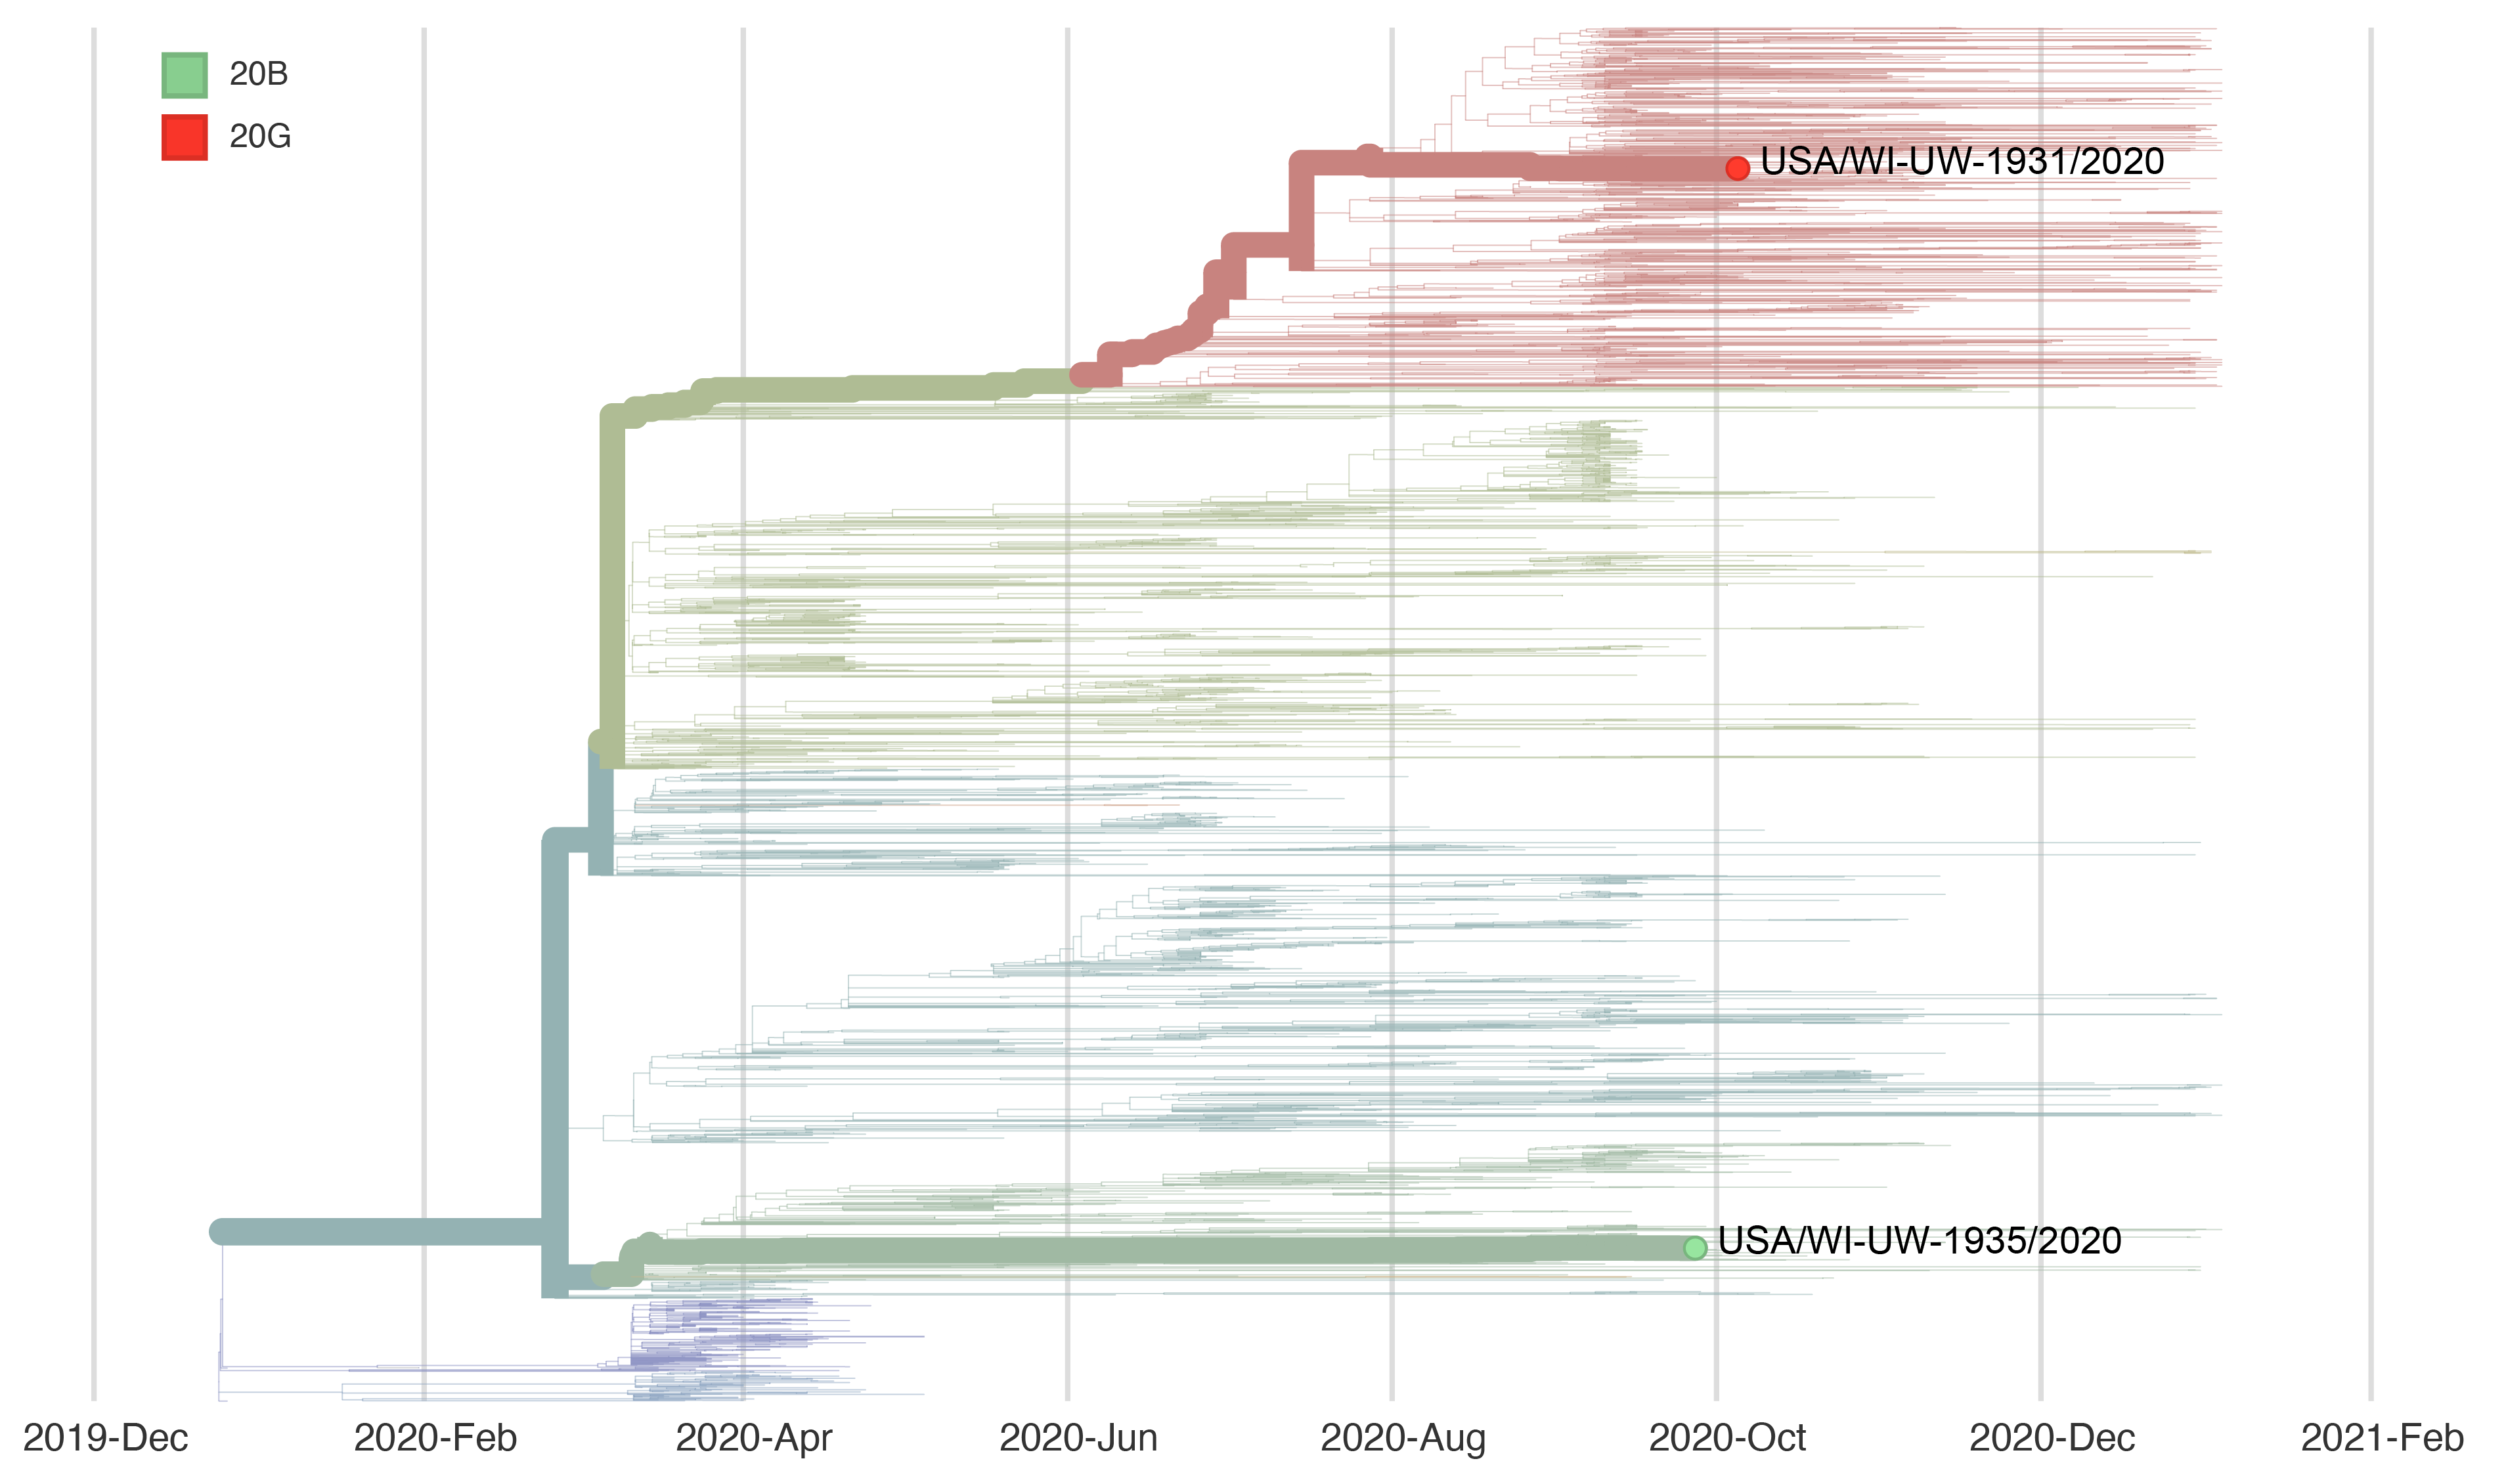 20B
20G
USA/WI-UW-1931/2020
USA/WI-UW-1935/2020
2019-Dec 2020-Feb 2020-Apr 2020-Jun 2020-Aug 2020-Oct 2020-Dec 2021-Feb